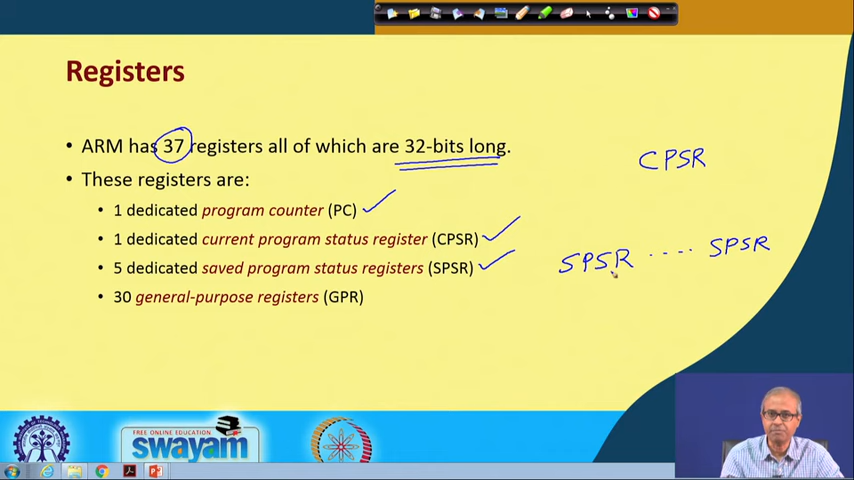 Registers
• ARM has 37 registers all of which are 32-bits long.
CPSR
• These registers are:
• 1 dedicated program counter (PC)
• 1 dedicated current program status register (CPSR)
SPSR .... SPSR
• 5 dedicated saved program status registers (SPSR)
• 30 general-purpose registers (GPR)
FREE ONLINE EDUCATION
swayam